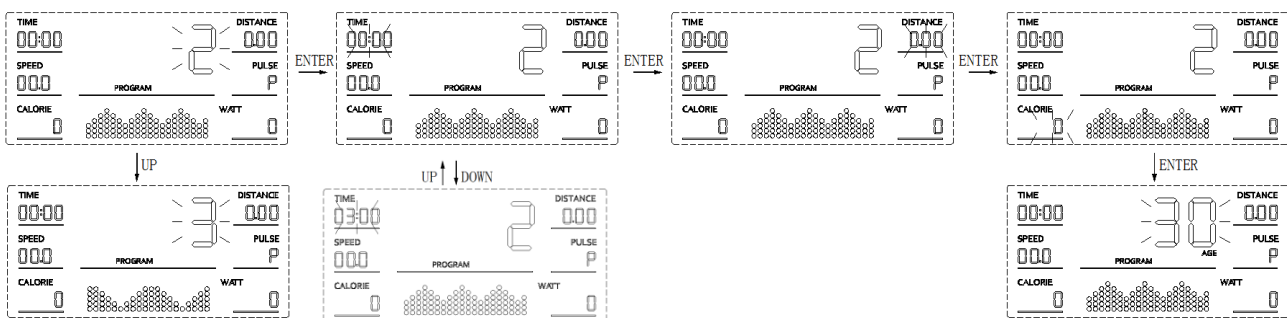 TIME DISTANCE
00:00 2 0.00
SPEED PULSE
00.0 P
PROGRAM
CALORIE WATT
0 0
ENTER
TIME DISTANCE
00:00 2 0.00
SPEED PULSE
00.0 P
PROGRAM
CALORIE WATT
0 0
ENTER
TIME DISTANCE
00:00 2 0.00
SPEED PULSE
00.0 P
PROGRAM
CALORIE WATT
0 0
ENTER
TIME DISTANCE
00:00 2 0.00
SPEED PULSE
00.0 P
PROGRAM
CALORIE WATT
0 0
UP
UP DOWN
ENTER
TIME DISTANCE
00:00 3 0.00
SPEED PULSE
00.0 P
PROGRAM
CALORIE WATT
0 0
TIME DISTANCE
03:00 2 0.00
SPEED PULSE
00.0 P
PROGRAM
CALORIE WATT
0 0
TIME DISTANCE
00:00 30 0.00
SPEED PULSE
00.0 AGE P
PROGRAM
CALORIE WATT
0 0